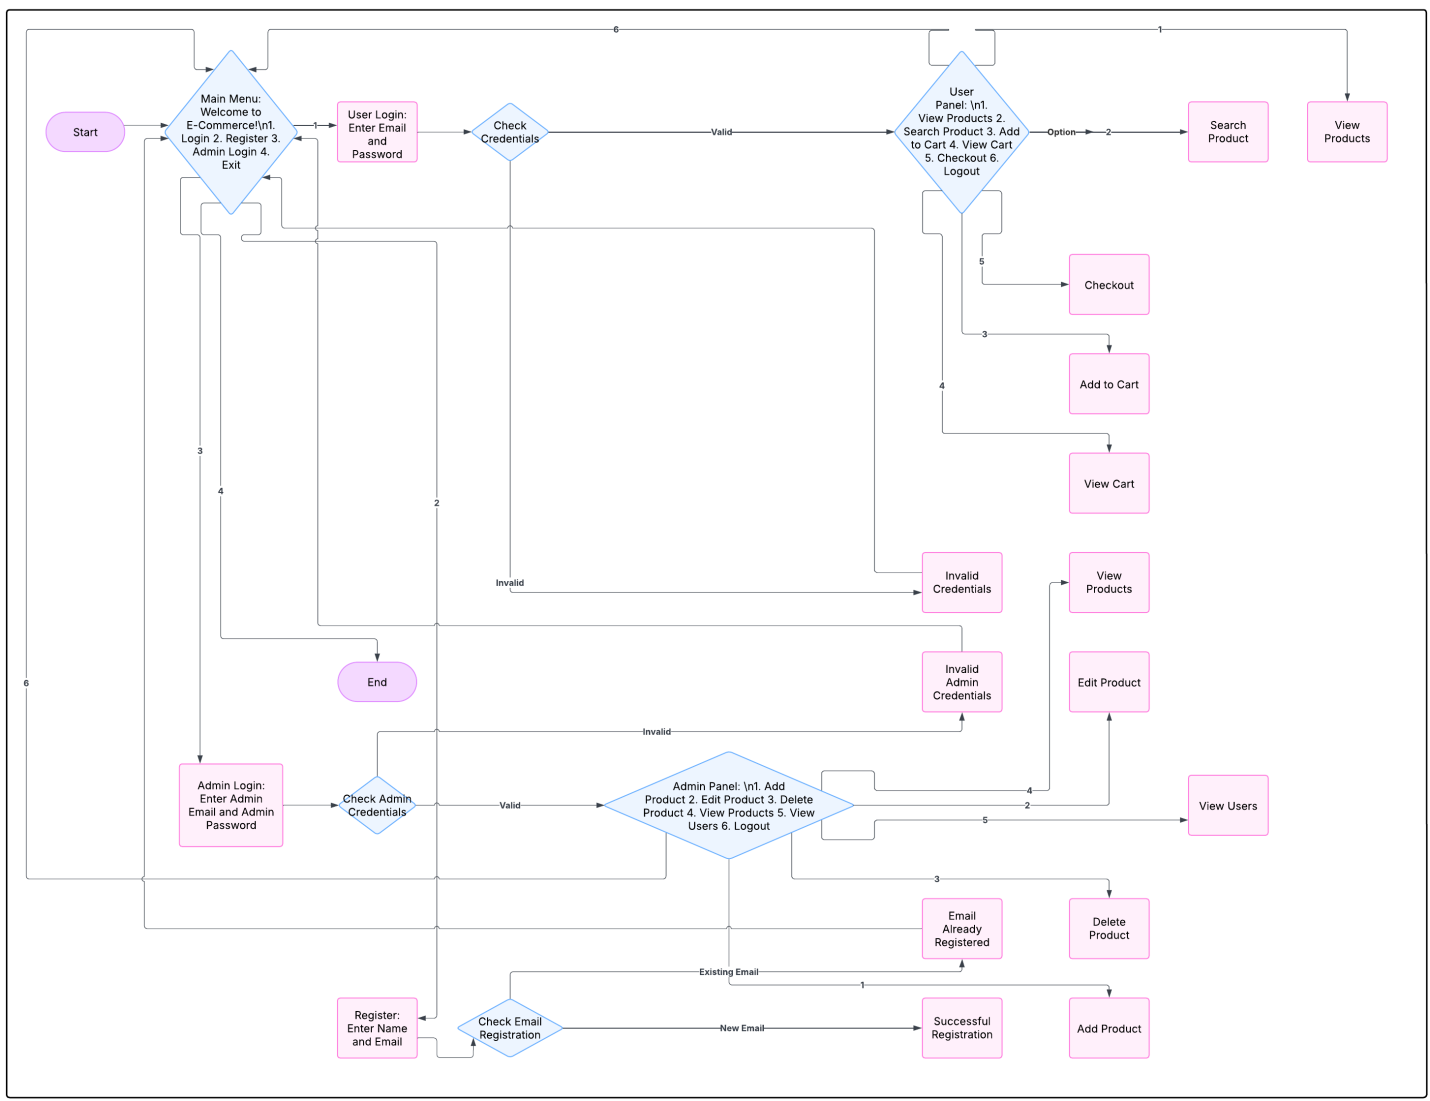 6
1
Start
Main Menu:
Welcome to
E-Commerce!\n1.
Login 2. Register 3.
Admin Login 4.
Exit
1
User Login:
Enter Email
and
Password
Check
Credentials
Valid
User
Panel: \n1.
View Products 2.
Search Product 3. Add
to Cart 4. View Cart
5. Checkout 6.
Logout
Option
2
Search
Product
View
Products
5
Checkout
3
Add to Cart
4
View Cart
3
4
2
Invalid
Invalid
Credentials
View
Products
6
End
Invalid
Admin
Credentials
Edit Product
Invalid
Admin Login:
Enter Admin
Email and Admin
Password
Check Admin
Credentials
Valid
Admin Panel: \n1. Add
Product 2. Edit Product 3. Delete
Product 4. View Products 5. View
Users 6. Logout
4
2
5
View Users
3
Email
Already
Registered
Delete
Product
Existing Email
1
Register:
Enter Name
and Email
Check Email
Registration
New Email
Successful
Registration
Add Product